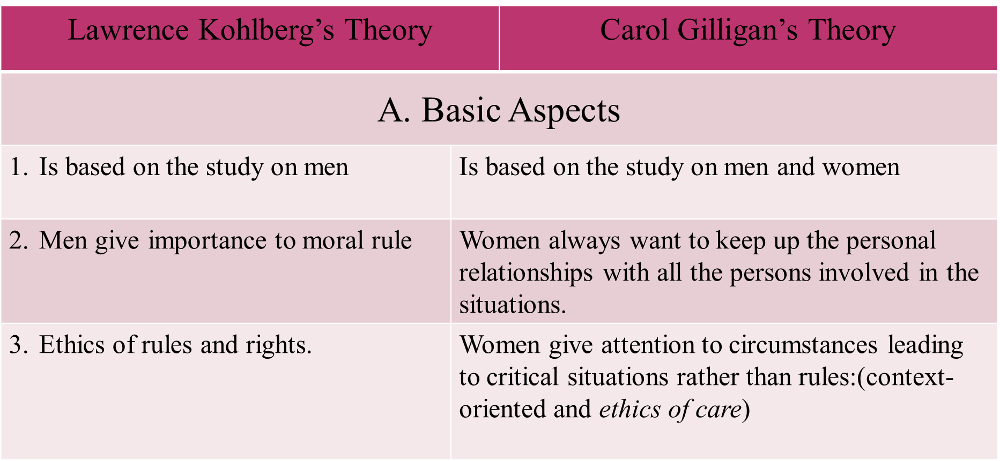 Lawrence Kohlberg’s Theory
Carol Gilligan’s Theory
A. Basic Aspects
1. Is based on the study on men
Is based on the study on men and women
2. Men give importance to moral rule
Women always want to keep up the personal
relationships with all the persons involved in the
situations.
3. Ethics of rules and rights.
Women give attention to circumstances leading
to critical situations rather than rules:(context-
oriented and ethics of care)